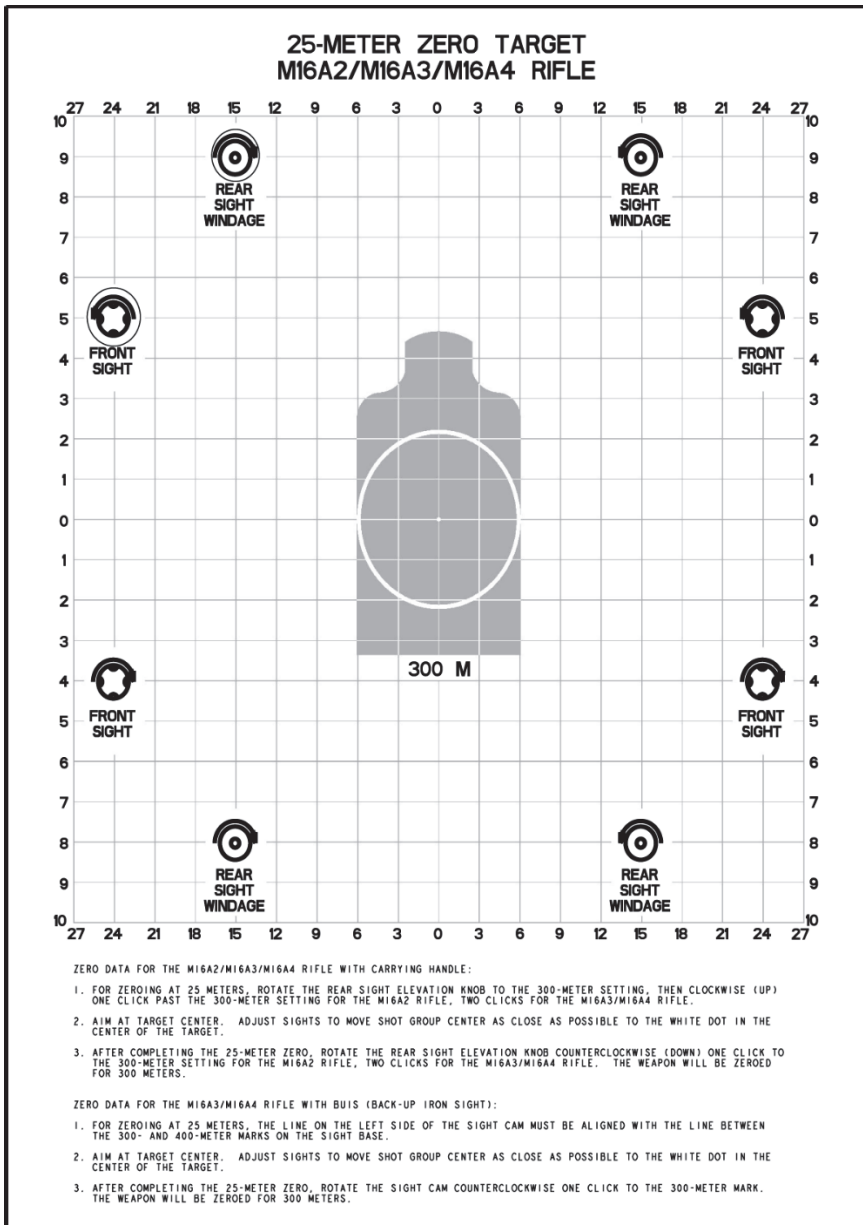 25-METER ZERO TARGET
M16A2/M16A3/M16A4 RIFLE
27 24 21 18 15 12 9 6 3 0 3 6 9 12 15 18 21 24 27
10 10
9 9
REAR SIGHT WINDAGE REAR SIGHT WINDAGE
8 8
7 7
6 6
5 5
FRONT SIGHT FRONT SIGHT
4 4
3 3
2 2
1 1
0 0
1 1
2 2
3 3
300 M
4 4
FRONT SIGHT FRONT SIGHT
5 5
6 6
7 7
8 8
REAR SIGHT WINDAGE REAR SIGHT WINDAGE
9 9
10 10
27 24 21 18 15 12 9 6 3 0 3 6 9 12 15 18 21 24 27
ZERO DATA FOR THE M16A2/M16A3/M16A4 RIFLE WITH CARRYING HANDLE:
1. FOR ZEROING AT 25 METERS, ROTATE THE REAR SIGHT ELEVATION KNOB TO THE 300-METER SETTING, THEN CLOCKWISE (UP)
ONE CLICK PAST THE 300-METER SETTING FOR THE M16A2 RIFLE, TWO CLICKS FOR THE M16A3/M16A4 RIFLE.
2. AIM AT TARGET CENTER. ADJUST SIGHTS TO MOVE SHOT GROUP CENTER AS CLOSE AS POSSIBLE TO THE WHITE DOT IN THE
CENTER OF THE TARGET.
3. AFTER COMPLETING THE 25-METER ZERO, ROTATE THE REAR SIGHT ELEVATION KNOB COUNTERCLOCKWISE (DOWN) ONE CLICK TO
THE 300-METER SETTING FOR THE M16A2 RIFLE, TWO CLICKS FOR THE M16A3/M16A4 RIFLE. THE WEAPON WILL BE ZEROED
FOR 300 METERS.
ZERO DATA FOR THE M16A3/M16A4 RIFLE WITH BUIS (BACK-UP IRON SIGHT):
1. FOR ZEROING AT 25 METERS, THE LINE ON THE LEFT SIDE OF THE SIGHT CAM MUST BE ALIGNED WITH THE LINE BETWEEN
THE 300- AND 400-METER MARKS ON THE SIGHT BASE.
2. AIM AT TARGET CENTER. ADJUST SIGHTS TO MOVE SHOT GROUP CENTER AS CLOSE AS POSSIBLE TO THE WHITE DOT IN THE
CENTER OF THE TARGET.
3. AFTER COMPLETING THE 25-METER ZERO, ROTATE THE SIGHT CAM COUNTERCLOCKWISE ONE CLICK TO THE 300-METER MARK.
THE WEAPON WILL BE ZEROED FOR 300 METERS.